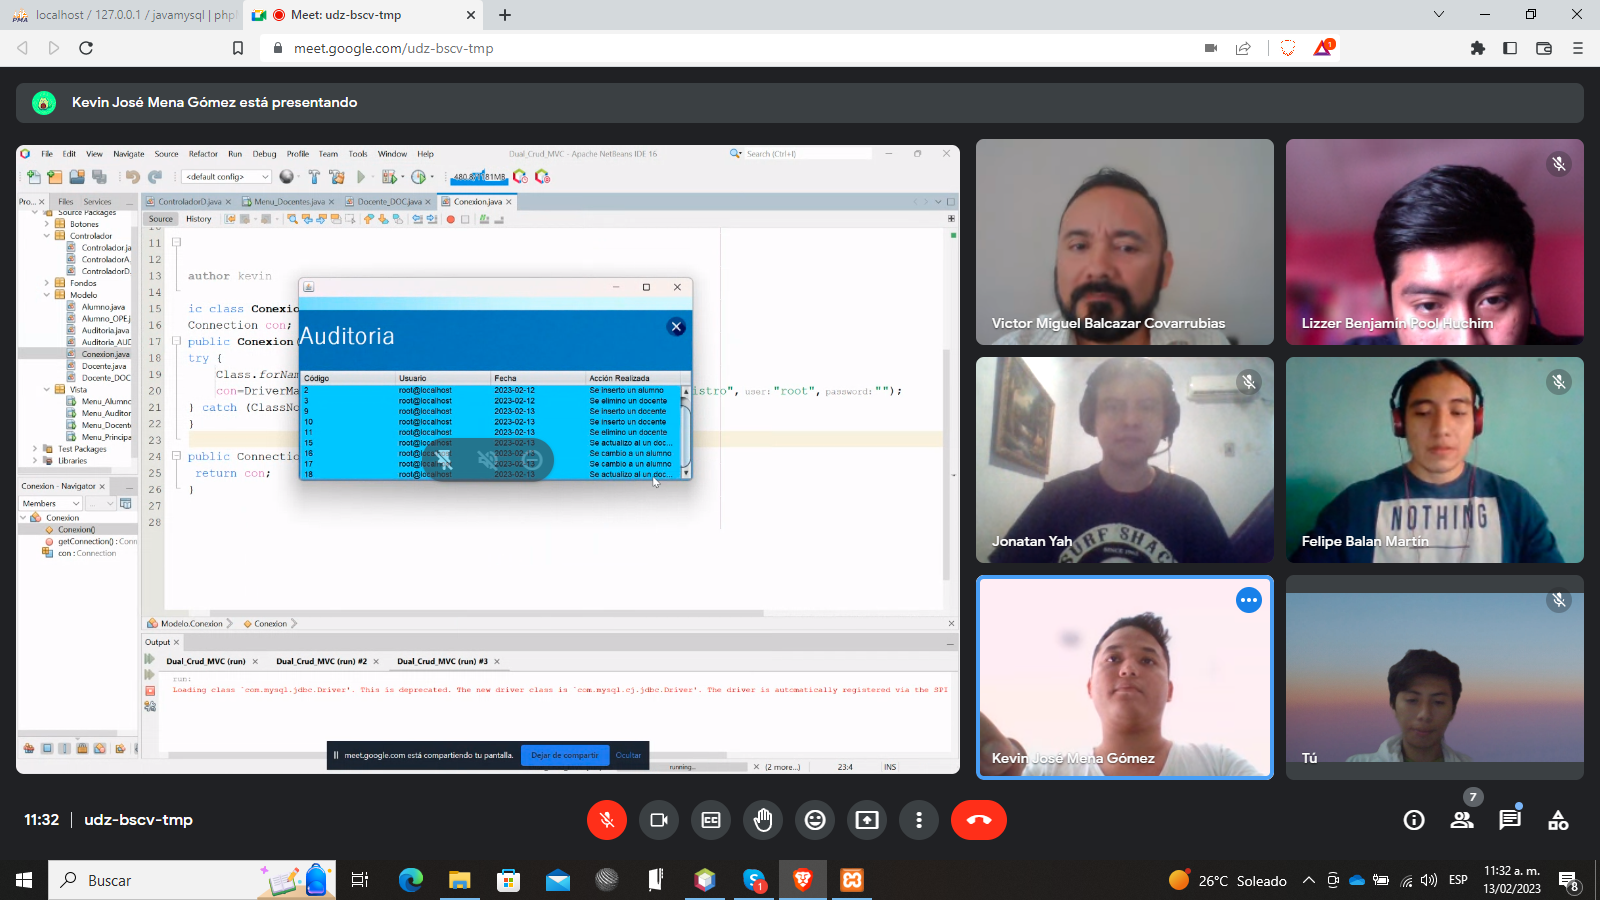 localhost / 127.0.0.1 / javamysql | php
Meet: udz-bscv-tmp
meet.google.com/udz-bscv-tmp
Kevin José Mena Gómez está presentando
File Edit View Navigate Source Refactor Run Debug Profile Team Tools Window Help
Dual_Crud_MVC - Apache NetBeans IDE 16
Search (Ctrl+I)
<default config>
Pro... Files Services
ControladorD.java Menu_Docentes.java Docente_DOC.java Conexion.java
Source History
Source Packages
Botones
Controlador
Controlador.ja
ControladorA.
ControladorD.
Fondos
Modelo
Alumno.java
Alumno_OPE.j
Auditoria.java
Auditoria_AUD
Conexion.java
Docente.java
Docente_DOC
Vista
Menu_Alumno
Menu_Auditor
Menu_Docent
Menu_Principa
Test Packages
Libraries
11
12
13 author kevin
14
15 ic class Conexio
16 Connection con;
17 public Conexion
18 try {
19 Class.forNa
20 con=DriverMa istro", user: "root", password: "");
21 } catch (ClassNo
22 }
23
24 public Connectio
25 return con;
26 }
27
28
Auditoria
Código Usuario Fecha Acción Realizada
2 root@localhost 2023-02-12 Se inserto un alumno
3 root@localhost 2023-02-12 Se elimino un docente
9 root@localhost 2023-02-13 Se inserto un docente
10 root@localhost 2023-02-13 Se inserto un docente
11 root@localhost 2023-02-13 Se elimino un docente
15 root@localhost 2023-02-13 Se actualizo al un doc...
16 root@localhost 2023-02-13 Se cambio a un alumno
17 root@localhost 2023-02-13 Se cambio a un alumno
18 root@localhost 2023-02-13 Se actualizo al un doc...
Conexion - Navigator
Members
Conexion
Conexion()
getConnection() : Conn
con : Connection
Modelo.Conexion Conexion
Output
Dual_Crud_MVC (run) Dual_Crud_MVC (run) #2 Dual_Crud_MVC (run) #3
run:
Loading class `com.mysql.jdbc.Driver'. This is deprecated. The new driver class is `com.mysql.cj.jdbc.Driver'. The driver is automatically registered via the SPI
meet.google.com está compartiendo tu pantalla. Dejar de compartir Ocultar
running... (2 more...) 23:4 INS
Victor Miguel Balcazar Covarrubias
Lizzer Benjamín Pool Huchim
Jonatan Yah
SURF SHACK
Felipe Balan Martín
NOTHING
Kevin José Mena Gómez
Tú
11:32 | udz-bscv-tmp
7
Buscar
1
26°C Soleado
ESP
11:32 a. m.
13/02/2023
8